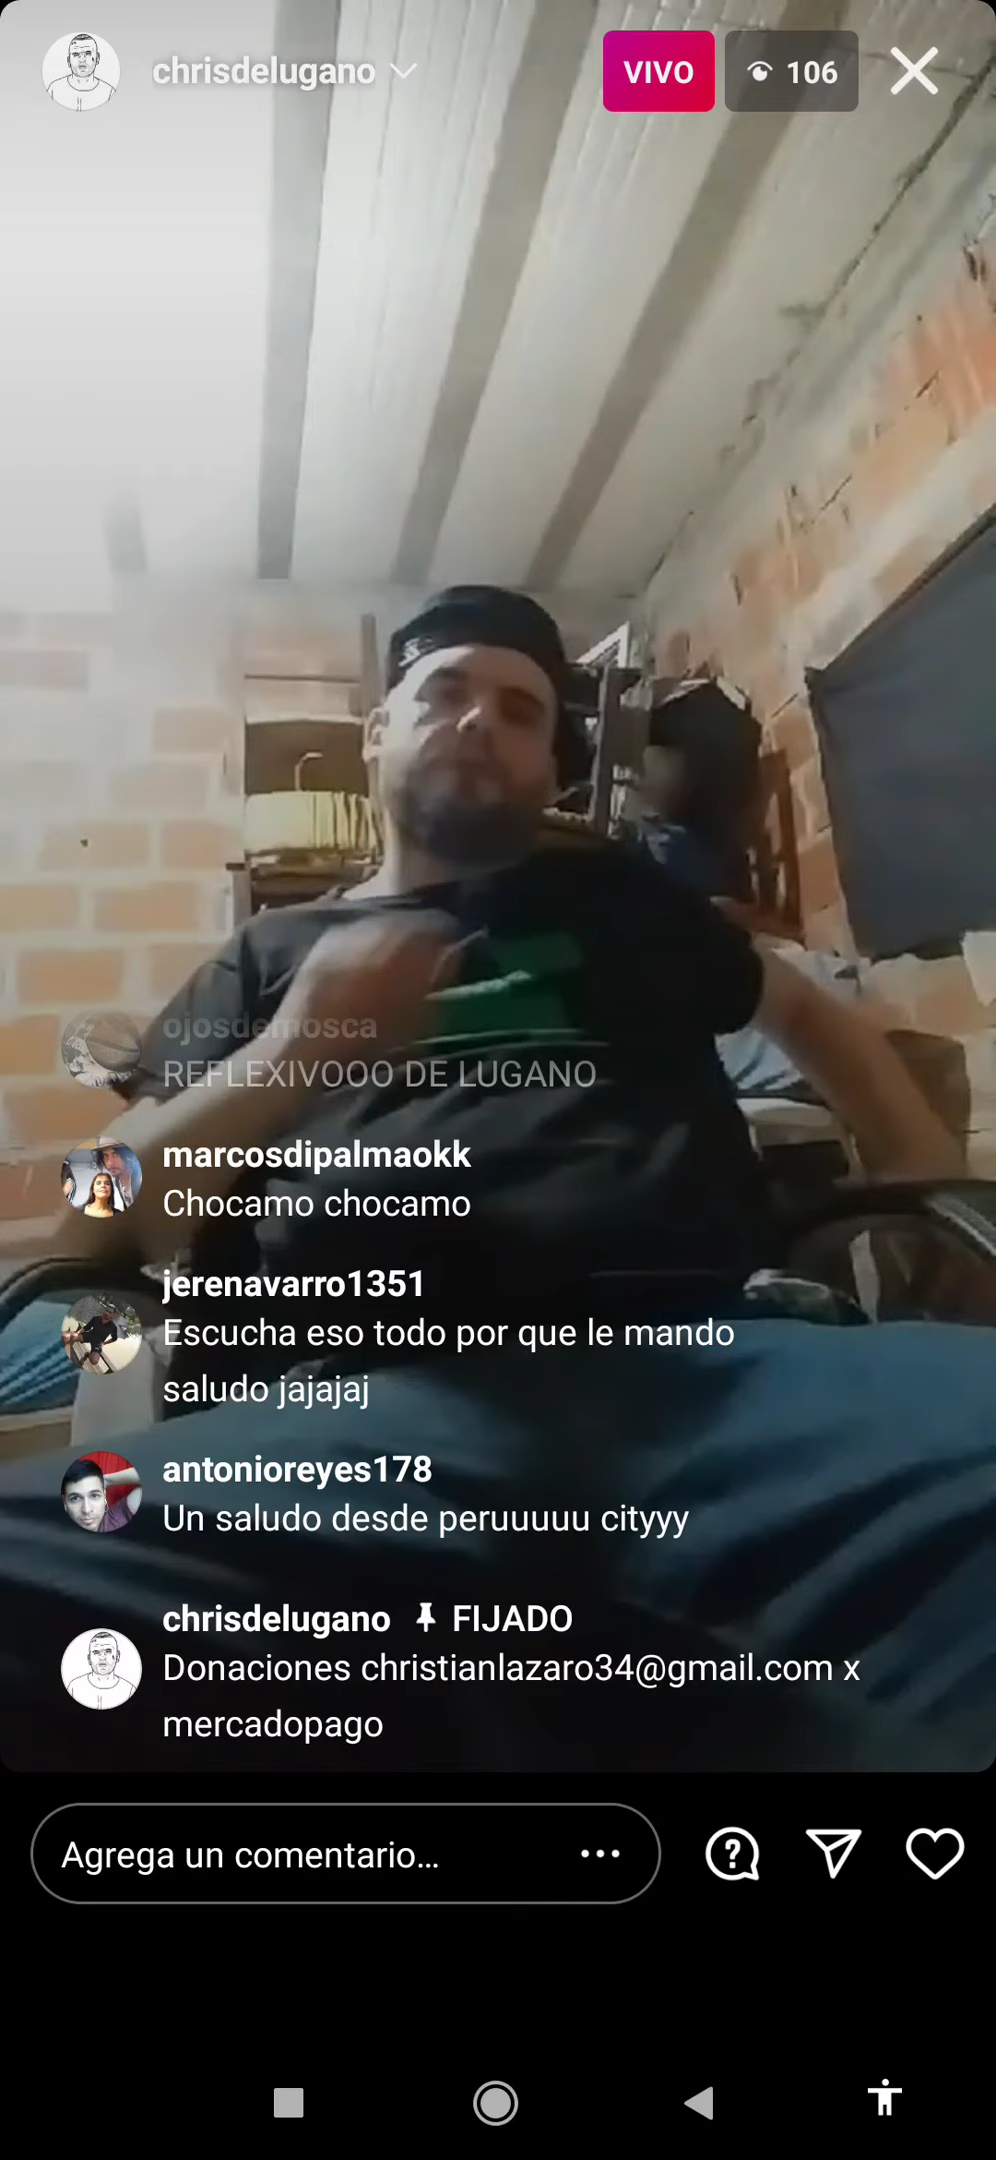 chrisdelugano
VIVO
106
ojosdemosca
REFLEXIVOOO DE LUGANO
marcosdipalmaokk
Chocamo chocamo
jerenavarro1351
Escucha eso todo por que le mando
saludo jajajaj
antonioreyes178
Un saludo desde peruuuuu cityyy
chrisdelugano FIJADO
Donaciones christianlazaro34@gmail.com x
mercadopago
Agrega un comentario...